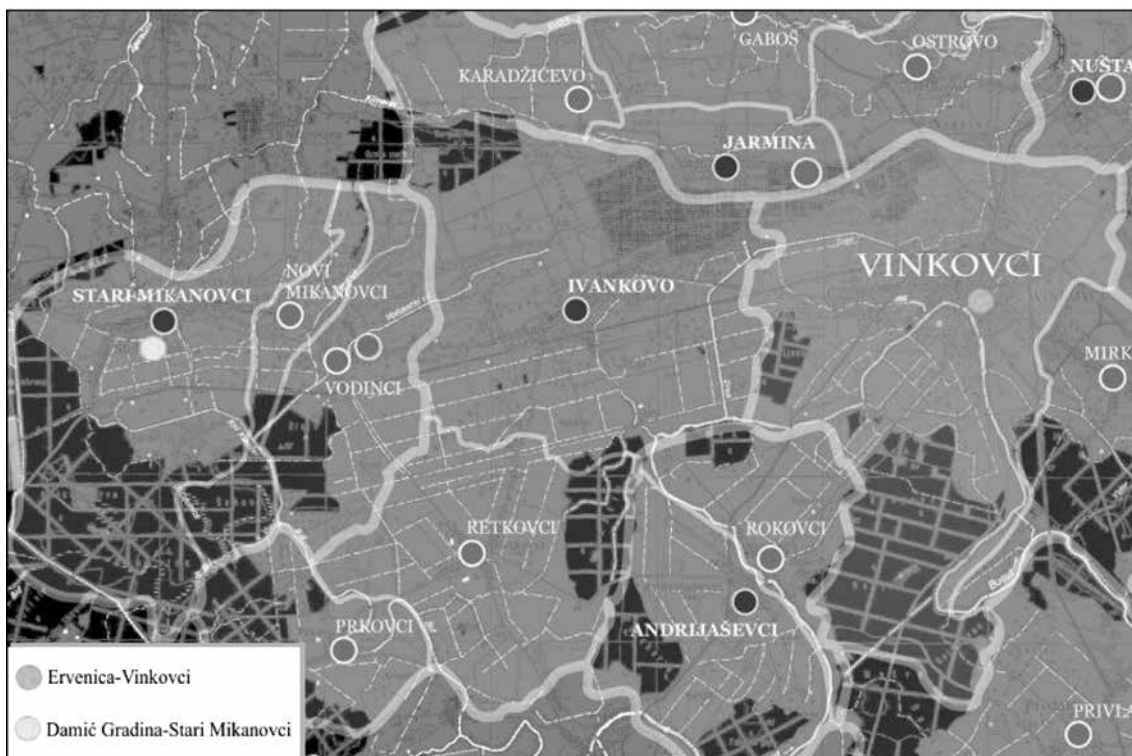 GABOŠ
OSTROVO
KARADŽIĆEVO
NUŠTA
JARMINA
VINKOVCI
NOVI
MIKANOVCI
STARI MIKANOVCI
IVANKOVO
MIRK
VODINCI
RETKOVCI
ROKOVCI
PRKOVCI
ANDRIJAŠEVCI
PRIVLA
Ervenica-Vinkovci
Damić Gradina-Stari Mikanovci